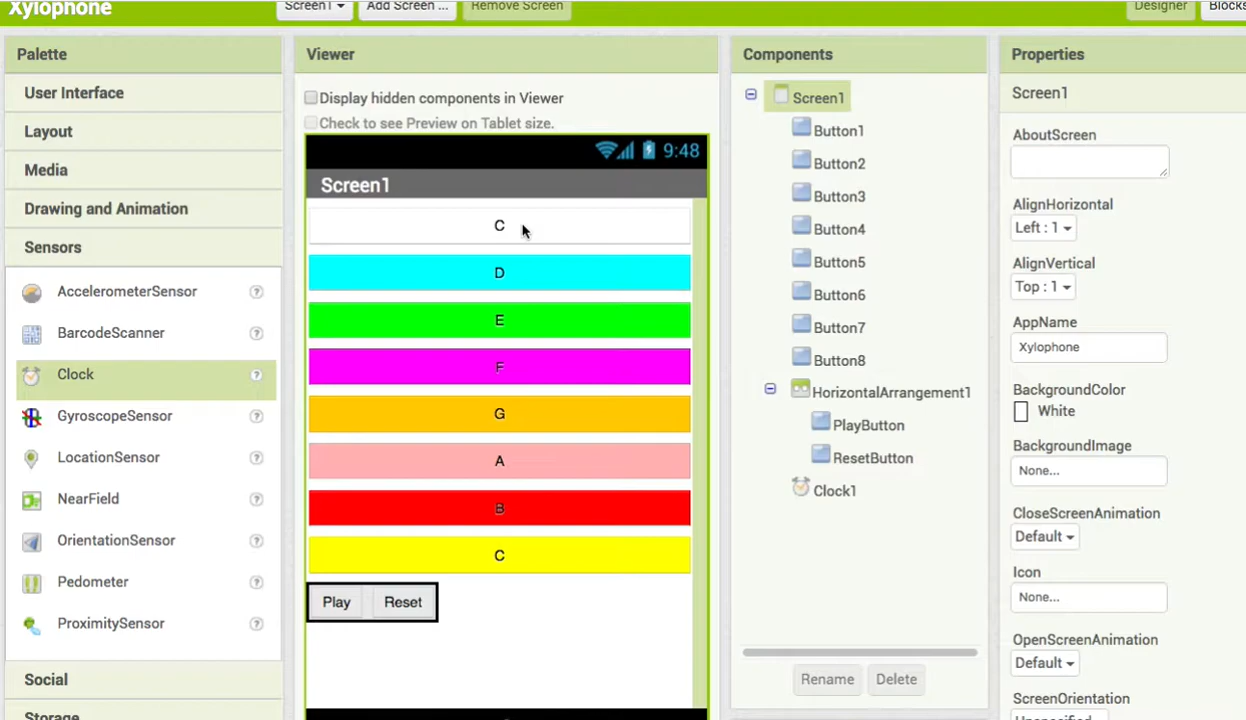 Xylophone
Screen1
Add Screen ...
Remove Screen
Designer
Blocks
Palette
User Interface
Layout
Media
Drawing and Animation
Sensors
AccelerometerSensor ?
BarcodeScanner ?
Clock ?
GyroscopeSensor ?
LocationSensor ?
NearField ?
OrientationSensor ?
Pedometer ?
ProximitySensor ?
Social
Storage
Viewer
Display hidden components in Viewer
Check to see Preview on Tablet size.
9:48
Screen1
C
D
E
F
G
A
B
C
Play Reset
Components
Screen1
Button1
Button2
Button3
Button4
Button5
Button6
Button7
Button8
HorizontalArrangement1
PlayButton
ResetButton
Clock1
Rename Delete
Properties
Screen1
AboutScreen
AlignHorizontal
Left : 1
AlignVertical
Top : 1
AppName
Xylophone
BackgroundColor
White
BackgroundImage
None...
CloseScreenAnimation
Default
Icon
None...
OpenScreenAnimation
Default
ScreenOrientation
Unspecified